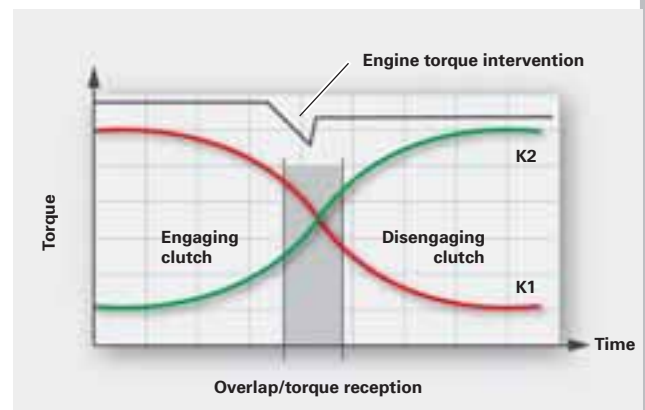 Engine torque intervention
K2
Torque
Engaging
clutch
Disengaging
clutch
K1
Time
Overlap/torque reception